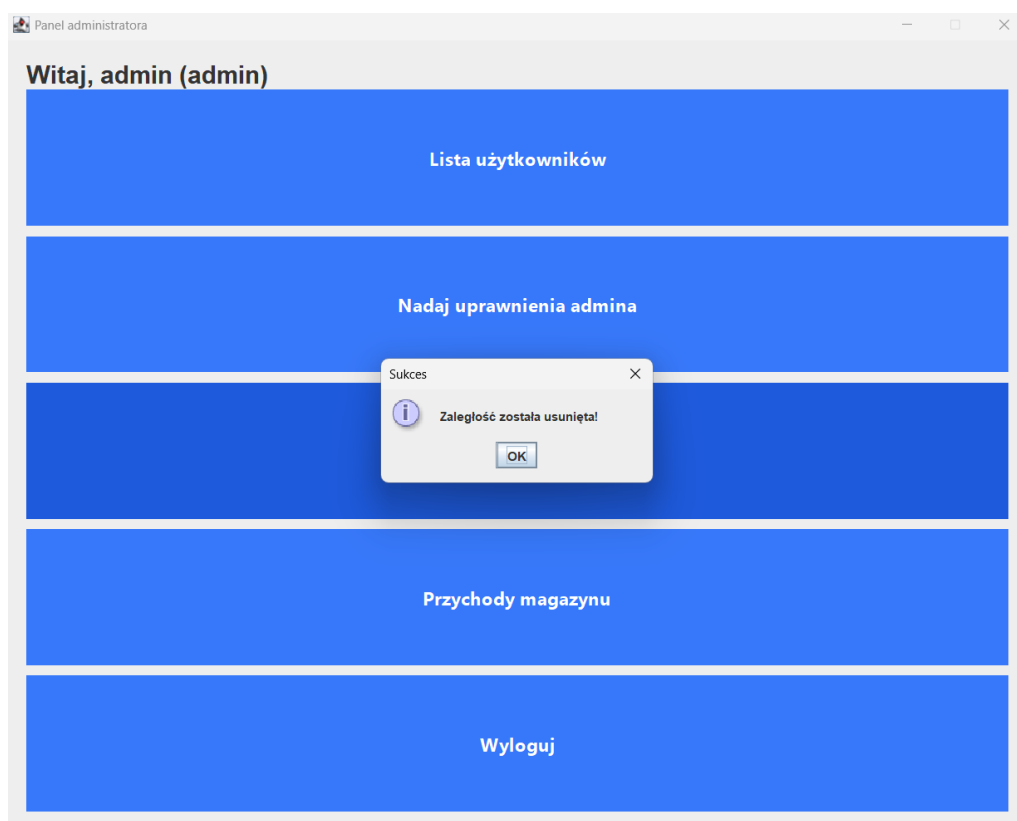 Panel administratora
Witaj, admin (admin)
Lista użytkowników
Nadaj uprawnienia admina
Sukces
Zaległość została usunięta!
OK
Przychody magazynu
Wyloguj